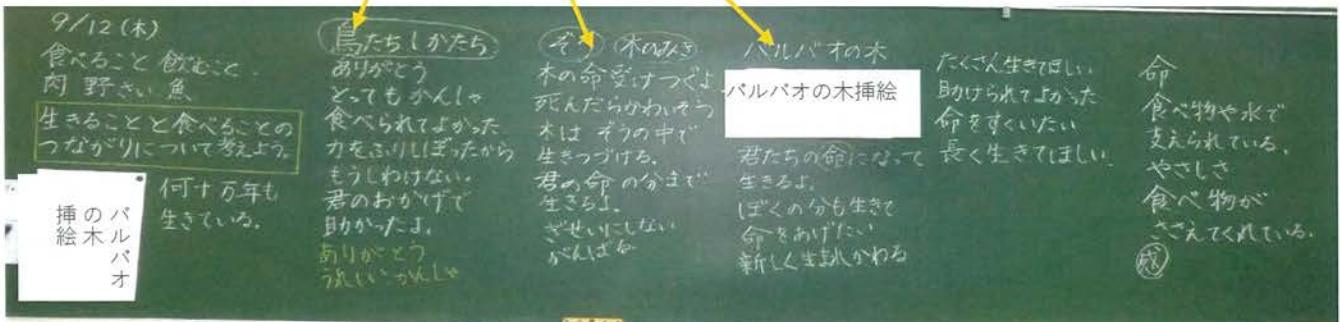 9/12(木)
食べること 飲むこと
肉 野さい 魚
生きることと食べることの
つながりについて考えよう。
バルバオ
の木
挿絵
何十万年も
生きている。
鳥たち しかたち
ありがとう
とってもかんしゃ
食べられてよかった
力をふりしぼったから
もうしわけない。
君のおかげで
助かったよ。
ありがとう
うれしい かんしゃ
ぞう 木のみき
木の命受けつぐよ
死んだらかわいそう
木は ぞうの中で
生きつづける。
君の命の分まで
生きるよ。
ぎせいにしない
がんばる
バルバオの木
バルバオの木挿絵
君たちの命になって
生きるよ。
ぼくの分も生きて
命をあげたい
新しく生まれかわる
たくさん生きてほしい
助けられてよかった
命をすくいたい
長く生きてほしい
命
食べ物や水で
支えられている。
やさしさ
食べ物が
ささえてくれている。
感